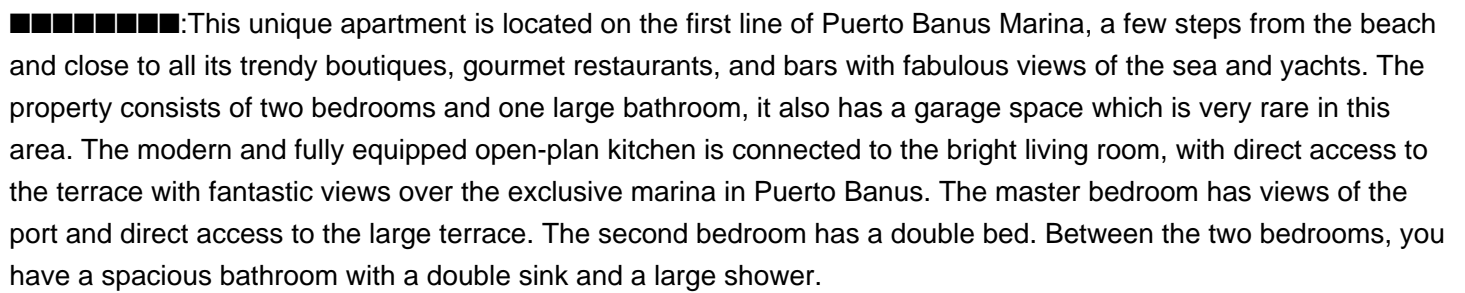 ■■■■■■■■:This unique apartment is located on the first line of Puerto Banus Marina, a few steps from the beach
and close to all its trendy boutiques, gourmet restaurants, and bars with fabulous views of the sea and yachts. The
property consists of two bedrooms and one large bathroom, it also has a garage space which is very rare in this
area. The modern and fully equipped open-plan kitchen is connected to the bright living room, with direct access to
the terrace with fantastic views over the exclusive marina in Puerto Banus. The master bedroom has views of the
port and direct access to the large terrace. The second bedroom has a double bed. Between the two bedrooms, you
have a spacious bathroom with a double sink and a large shower.